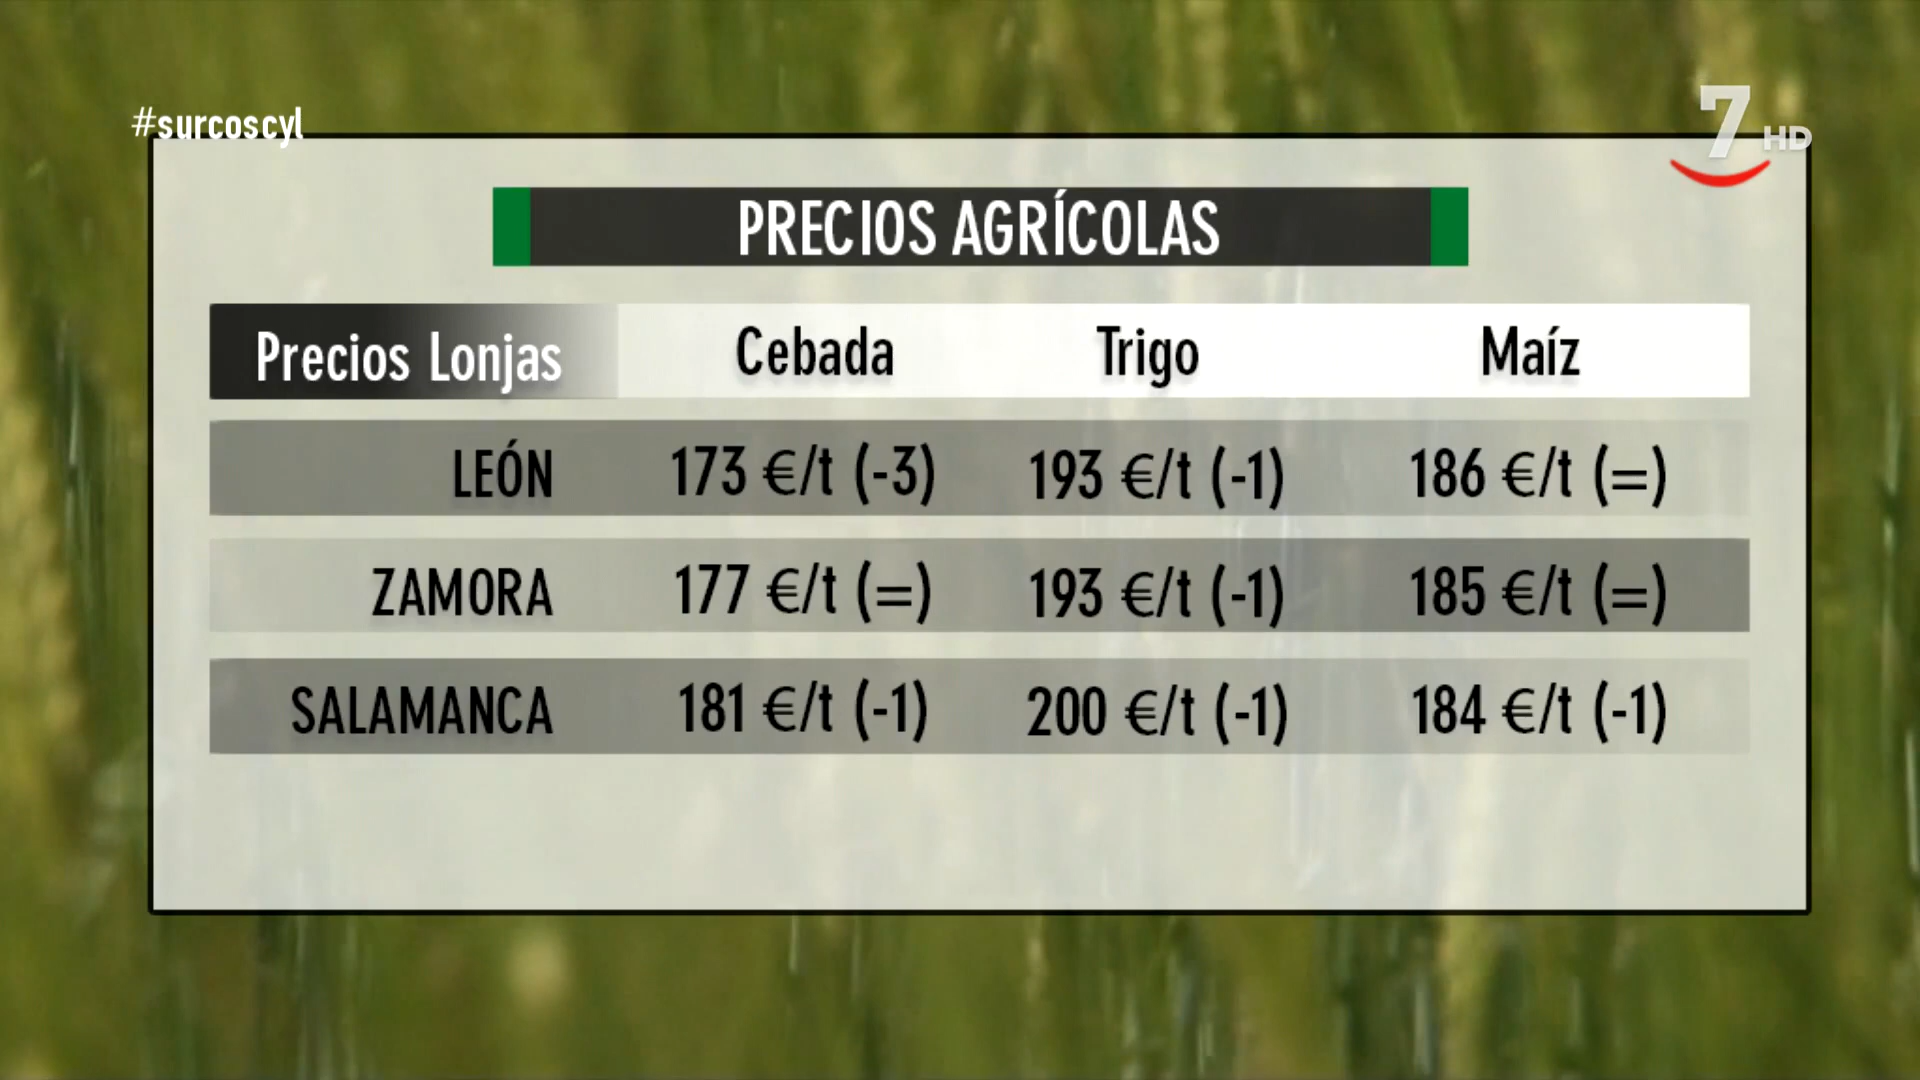 #surcoscyl
7 HD
PRECIOS AGRÍCOLAS
Precios Lonjas Cebada Trigo Maíz
LEÓN 173 €/t (-3) 193 €/t (-1) 186 €/t (=)
ZAMORA 177 €/t (=) 193 €/t (-1) 185 €/t (=)
SALAMANCA 181 €/t (-1) 200 €/t (-1) 184 €/t (-1)